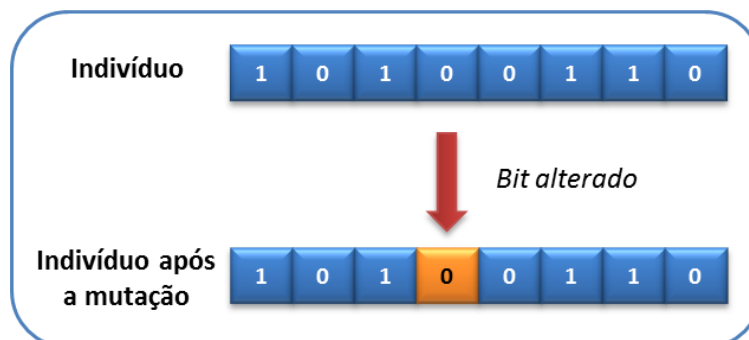 Indivíduo
1 0 1 0 0 1 1 0
Bit alterado
Indivíduo após
a mutação
1 0 1 0 0 1 1 0